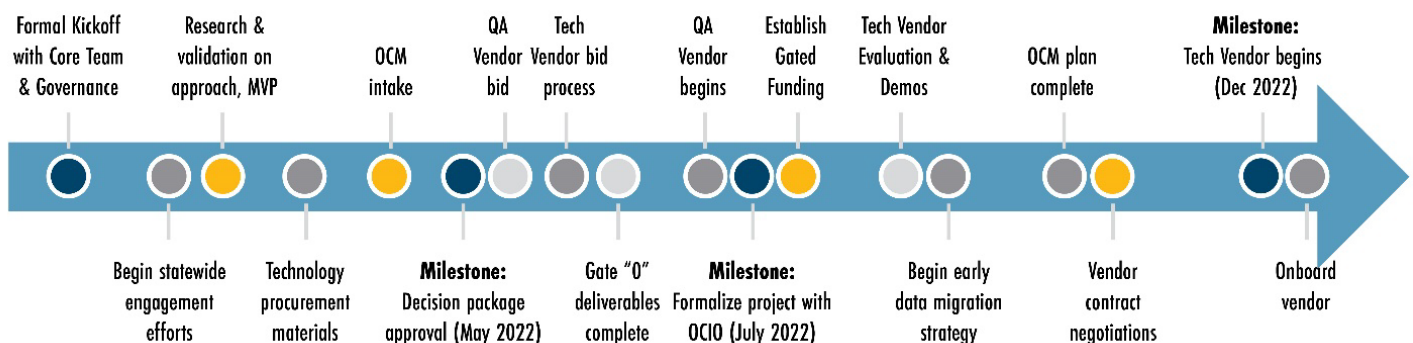 Formal Kickoff
with Core Team
& Governance
Research &
validation on
approach, MVP
OCM
intake
QA
Vendor
bid
Tech
Vendor bid
process
QA
Vendor
begins
Establish
Gated
Funding
Tech Vendor
Evaluation &
Demos
OCM plan
complete
Milestone:
Tech Vendor begins
(Dec 2022)
Begin statewide
engagement
efforts
Technology
procurement
materials
Milestone:
Decision package
approval (May 2022)
Gate “0”
deliverables
complete
Milestone:
Formalize project with
OCIO (July 2022)
Begin early
data migration
strategy
Vendor
contract
negotiations
Onboard
vendor